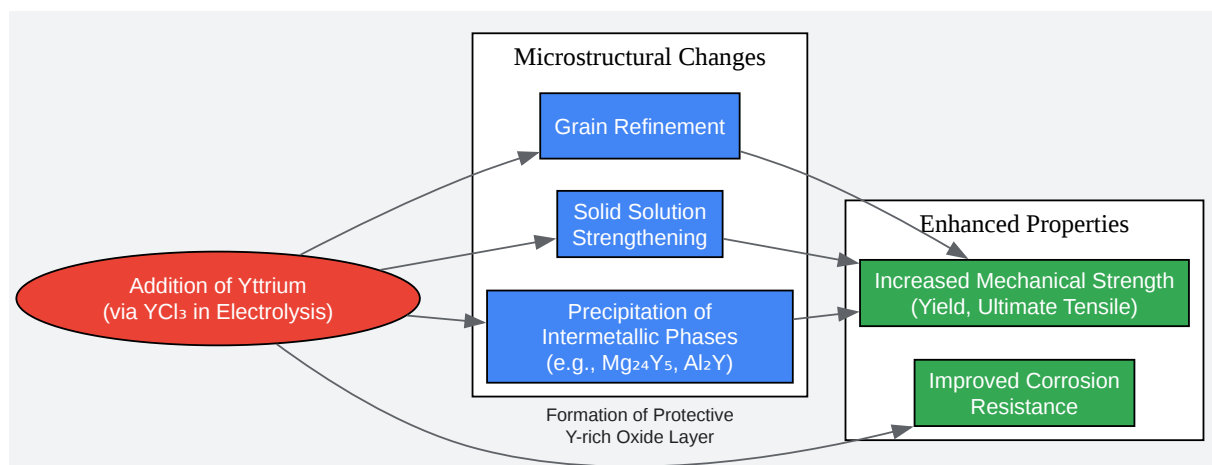 Microstructural Changes
Grain Refinement
Solid Solution
Strengthening
Precipitation of
Intermetallic Phases
(e.g., Mg₂₄Y₅, Al₂Y)
Addition of Yttrium
(via YCl₃ in Electrolysis)
Enhanced Properties
Increased Mechanical Strength
(Yield, Ultimate Tensile)
Improved Corrosion
Resistance
Formation of Protective
Y-rich Oxide Layer